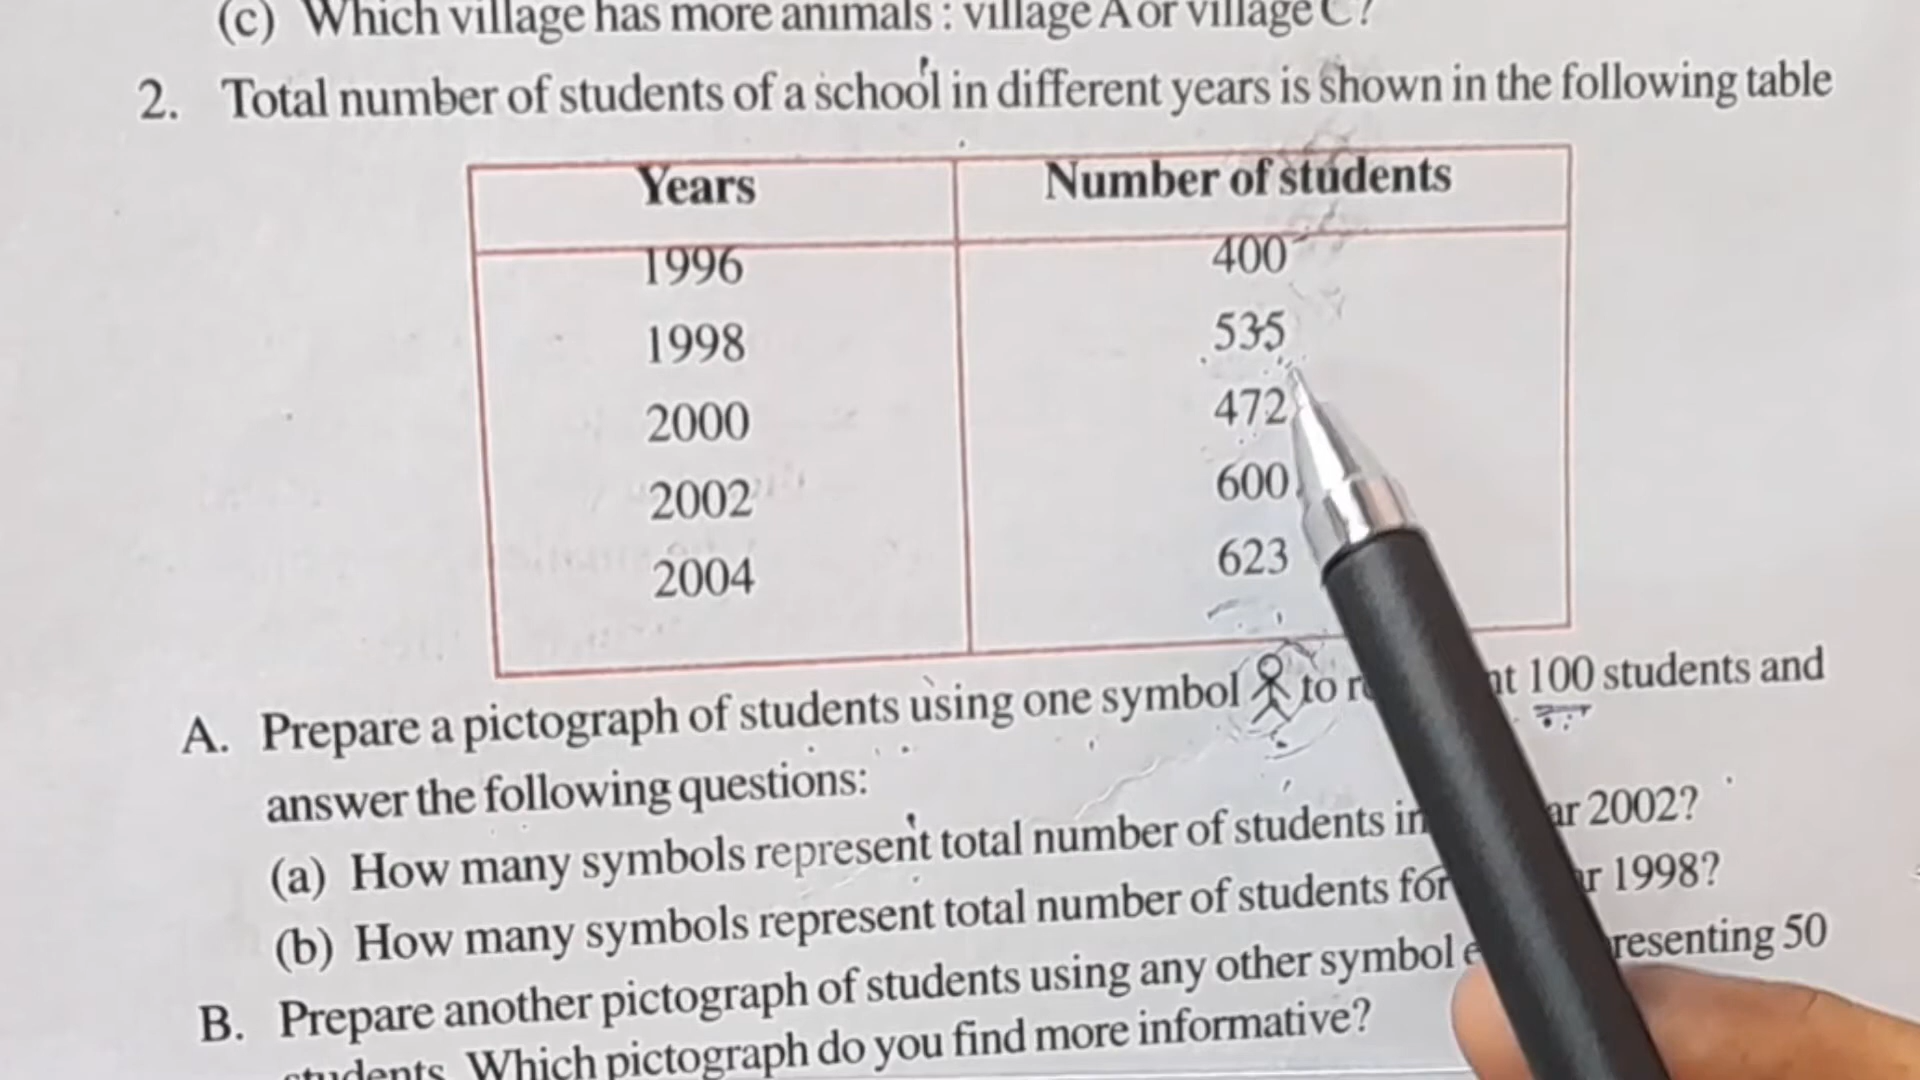 (c) Which village has more animals : village A or village C?
2. Total number of students of a school in different years is shown in the following table
Years Number of students
1996 400
1998 535
2000 472
2002 600
2004 623
A. Prepare a pictograph of students using one symbol to 100 students and
answer the following questions:
(a) How many symbols represent total number of students in 2002?
(b) How many symbols represent total number of students for 1998?
B. Prepare another pictograph of students using any other symbol 50
students. Which pictograph do you find more informative?